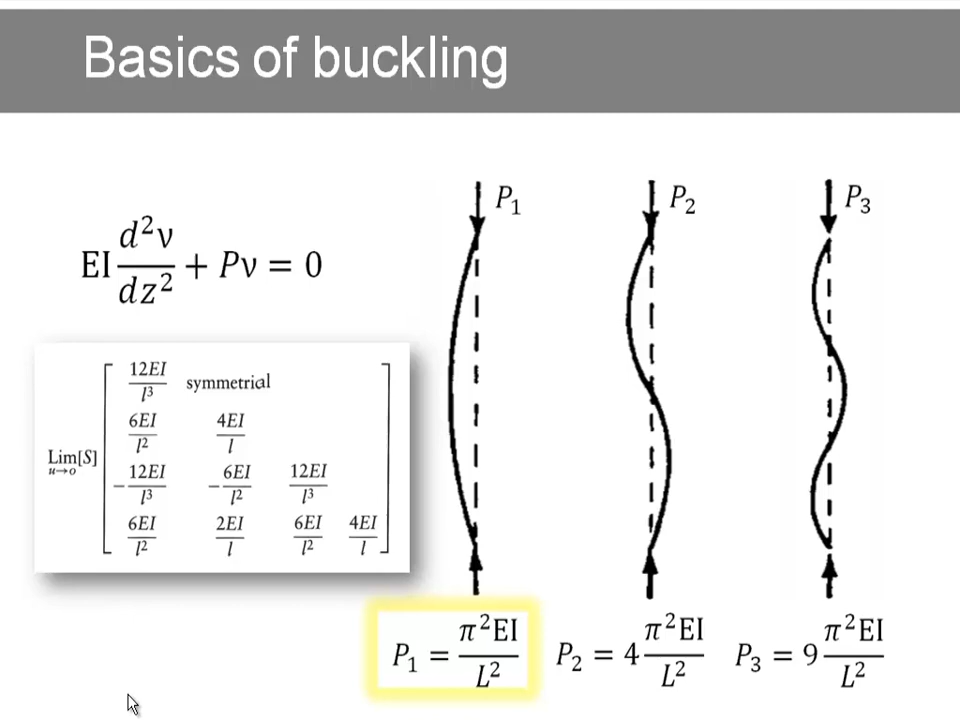 Basics of buckling
P₁
P₂
P₃
EI d²v/dz² + Pv = 0
12EI/l³ symmetrial
6EI/l² 4EI/l
Lim[S]
u→o
-12EI/l³ -6EI/l² 12EI/l³
6EI/l² 2EI/l 6EI/l² 4EI/l
P₁ = π²EI/L²
P₂ = 4 π²EI/L²
P₃ = 9 π²EI/L²